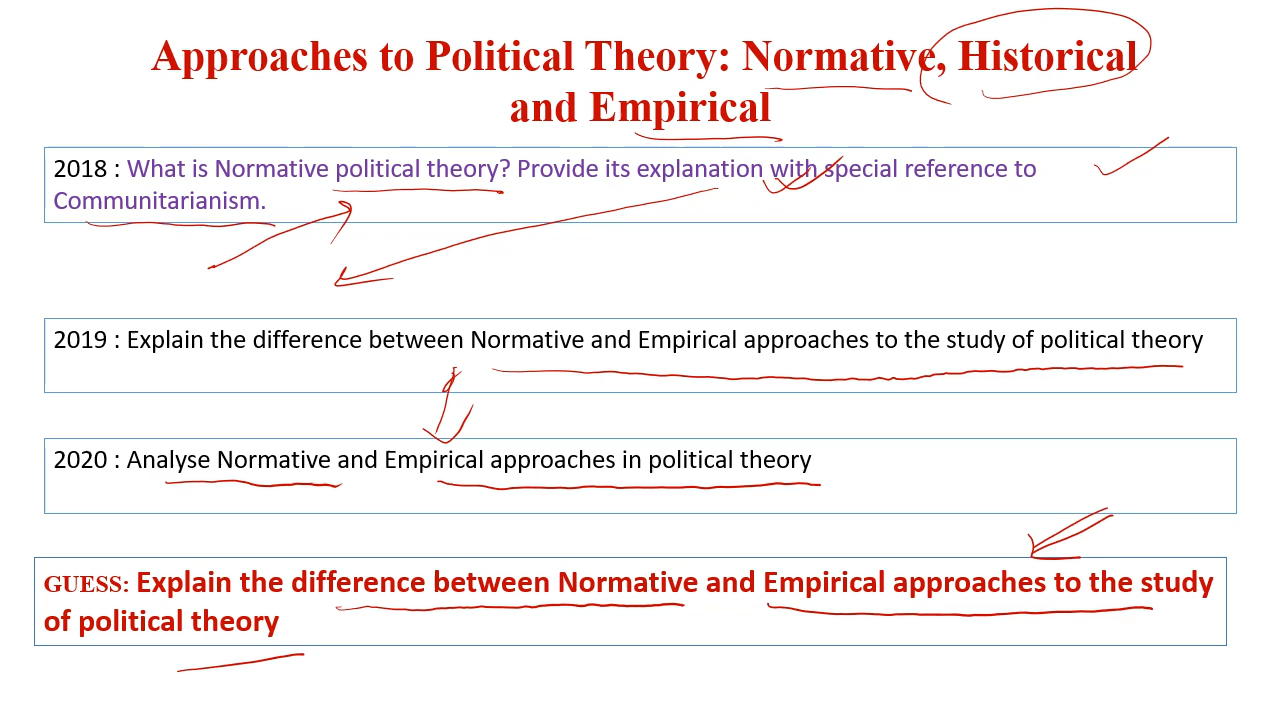 Approaches to Political Theory: Normative, Historical
and Empirical
2018 : What is Normative political theory? Provide its explanation with special reference to
Communitarianism.
2019 : Explain the difference between Normative and Empirical approaches to the study of political theory
2020 : Analyse Normative and Empirical approaches in political theory
GUESS: Explain the difference between Normative and Empirical approaches to the study
of political theory